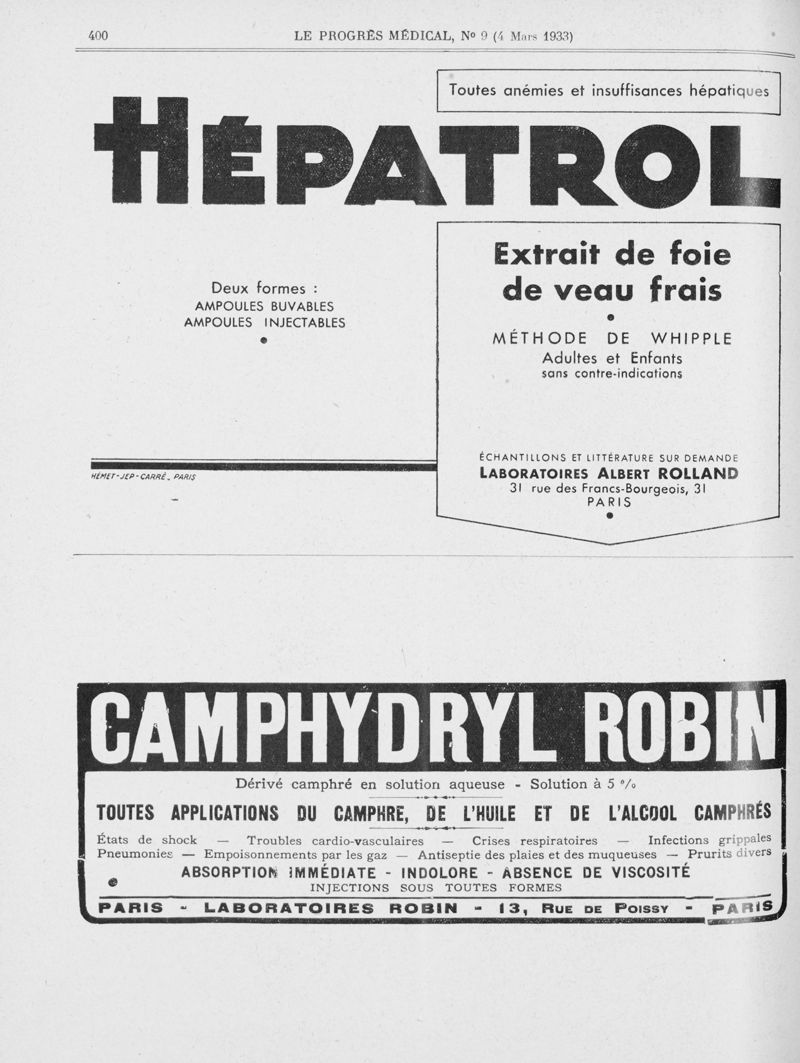 400
LE PROGRÈS MÉDICAL, Nº 9 (4 Mars 1933)
Toutes anémies et insuffisances hépatiques
HÉPATROL
Deux formes :
AMPOULES BUVABLES
AMPOULES INJECTABLES
HÉMET-JEP-CARRÉ, PARIS
Extrait de foie
de veau frais
MÉTHODE DE WHIPPLE
Adultes et Enfants
sans contre-indications
ÉCHANTILLONS ET LITTÉRATURE SUR DEMANDE
LABORATOIRES ALBERT ROLLAND
31 rue des Francs-Bourgeois, 31
PARIS
CAMPHYDRYL ROBIN
Dérivé camphré en solution aqueuse - Solution à 5 %
TOUTES APPLICATIONS DU CAMPHRE, DE L'HUILE ET DE L'ALCOOL CAMPHRÉS
États de shock — Troubles cardio-vasculaires — Crises respiratoires — Infections grippales
Pneumonies — Empoisonnements par les gaz — Antiseptie des plaies et des muqueuses — Prurits divers
ABSORPTION IMMÉDIATE - INDOLORE - ABSENCE DE VISCOSITÉ
INJECTIONS SOUS TOUTES FORMES
PARIS - LABORATOIRES ROBIN - 13, RUE DE POISSY - PARIS